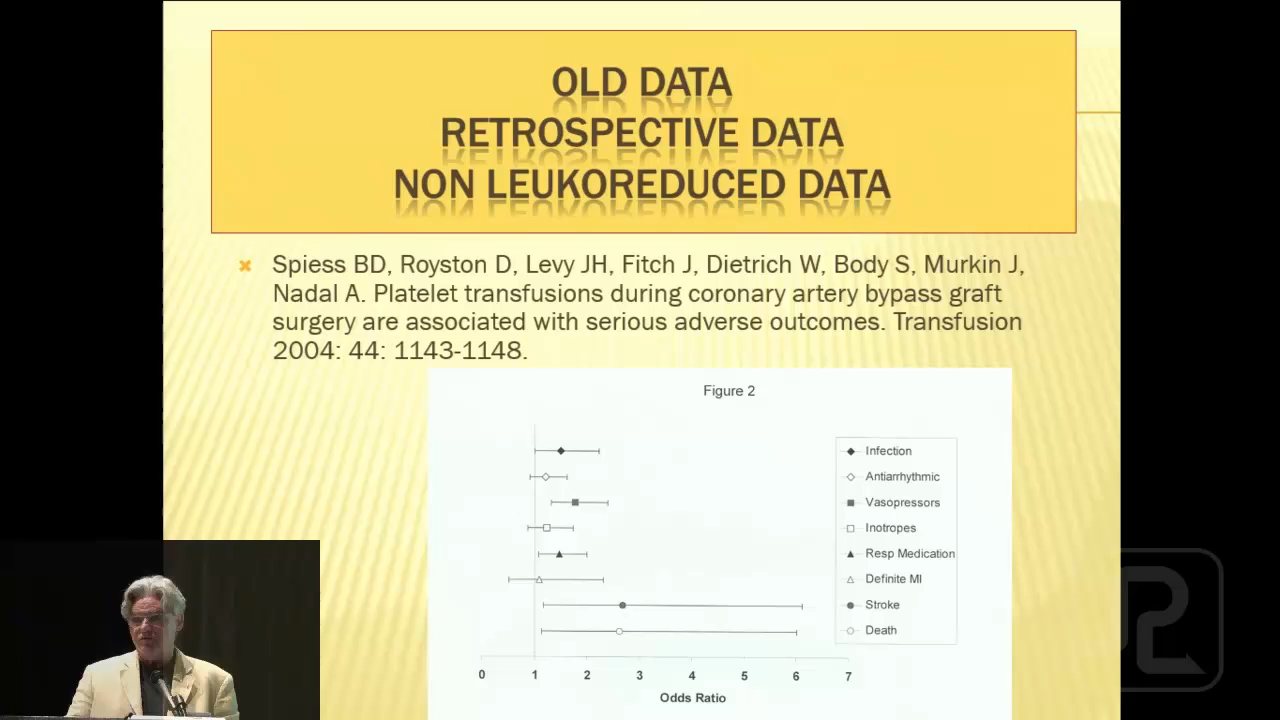 OLD DATA
RETROSPECTIVE DATA
NON LEUKOREDUCED DATA
Spiess BD, Royston D, Levy JH, Fitch J, Dietrich W, Body S, Murkin J,
Nadal A. Platelet transfusions during coronary artery bypass graft
surgery are associated with serious adverse outcomes. Transfusion
2004: 44: 1143-1148.
Figure 2
Infection
Antiarrhythmic
Vasopressors
Inotropes
Resp Medication
Definite MI
Stroke
Death
0 1 2 3 4 5 6 7
Odds Ratio